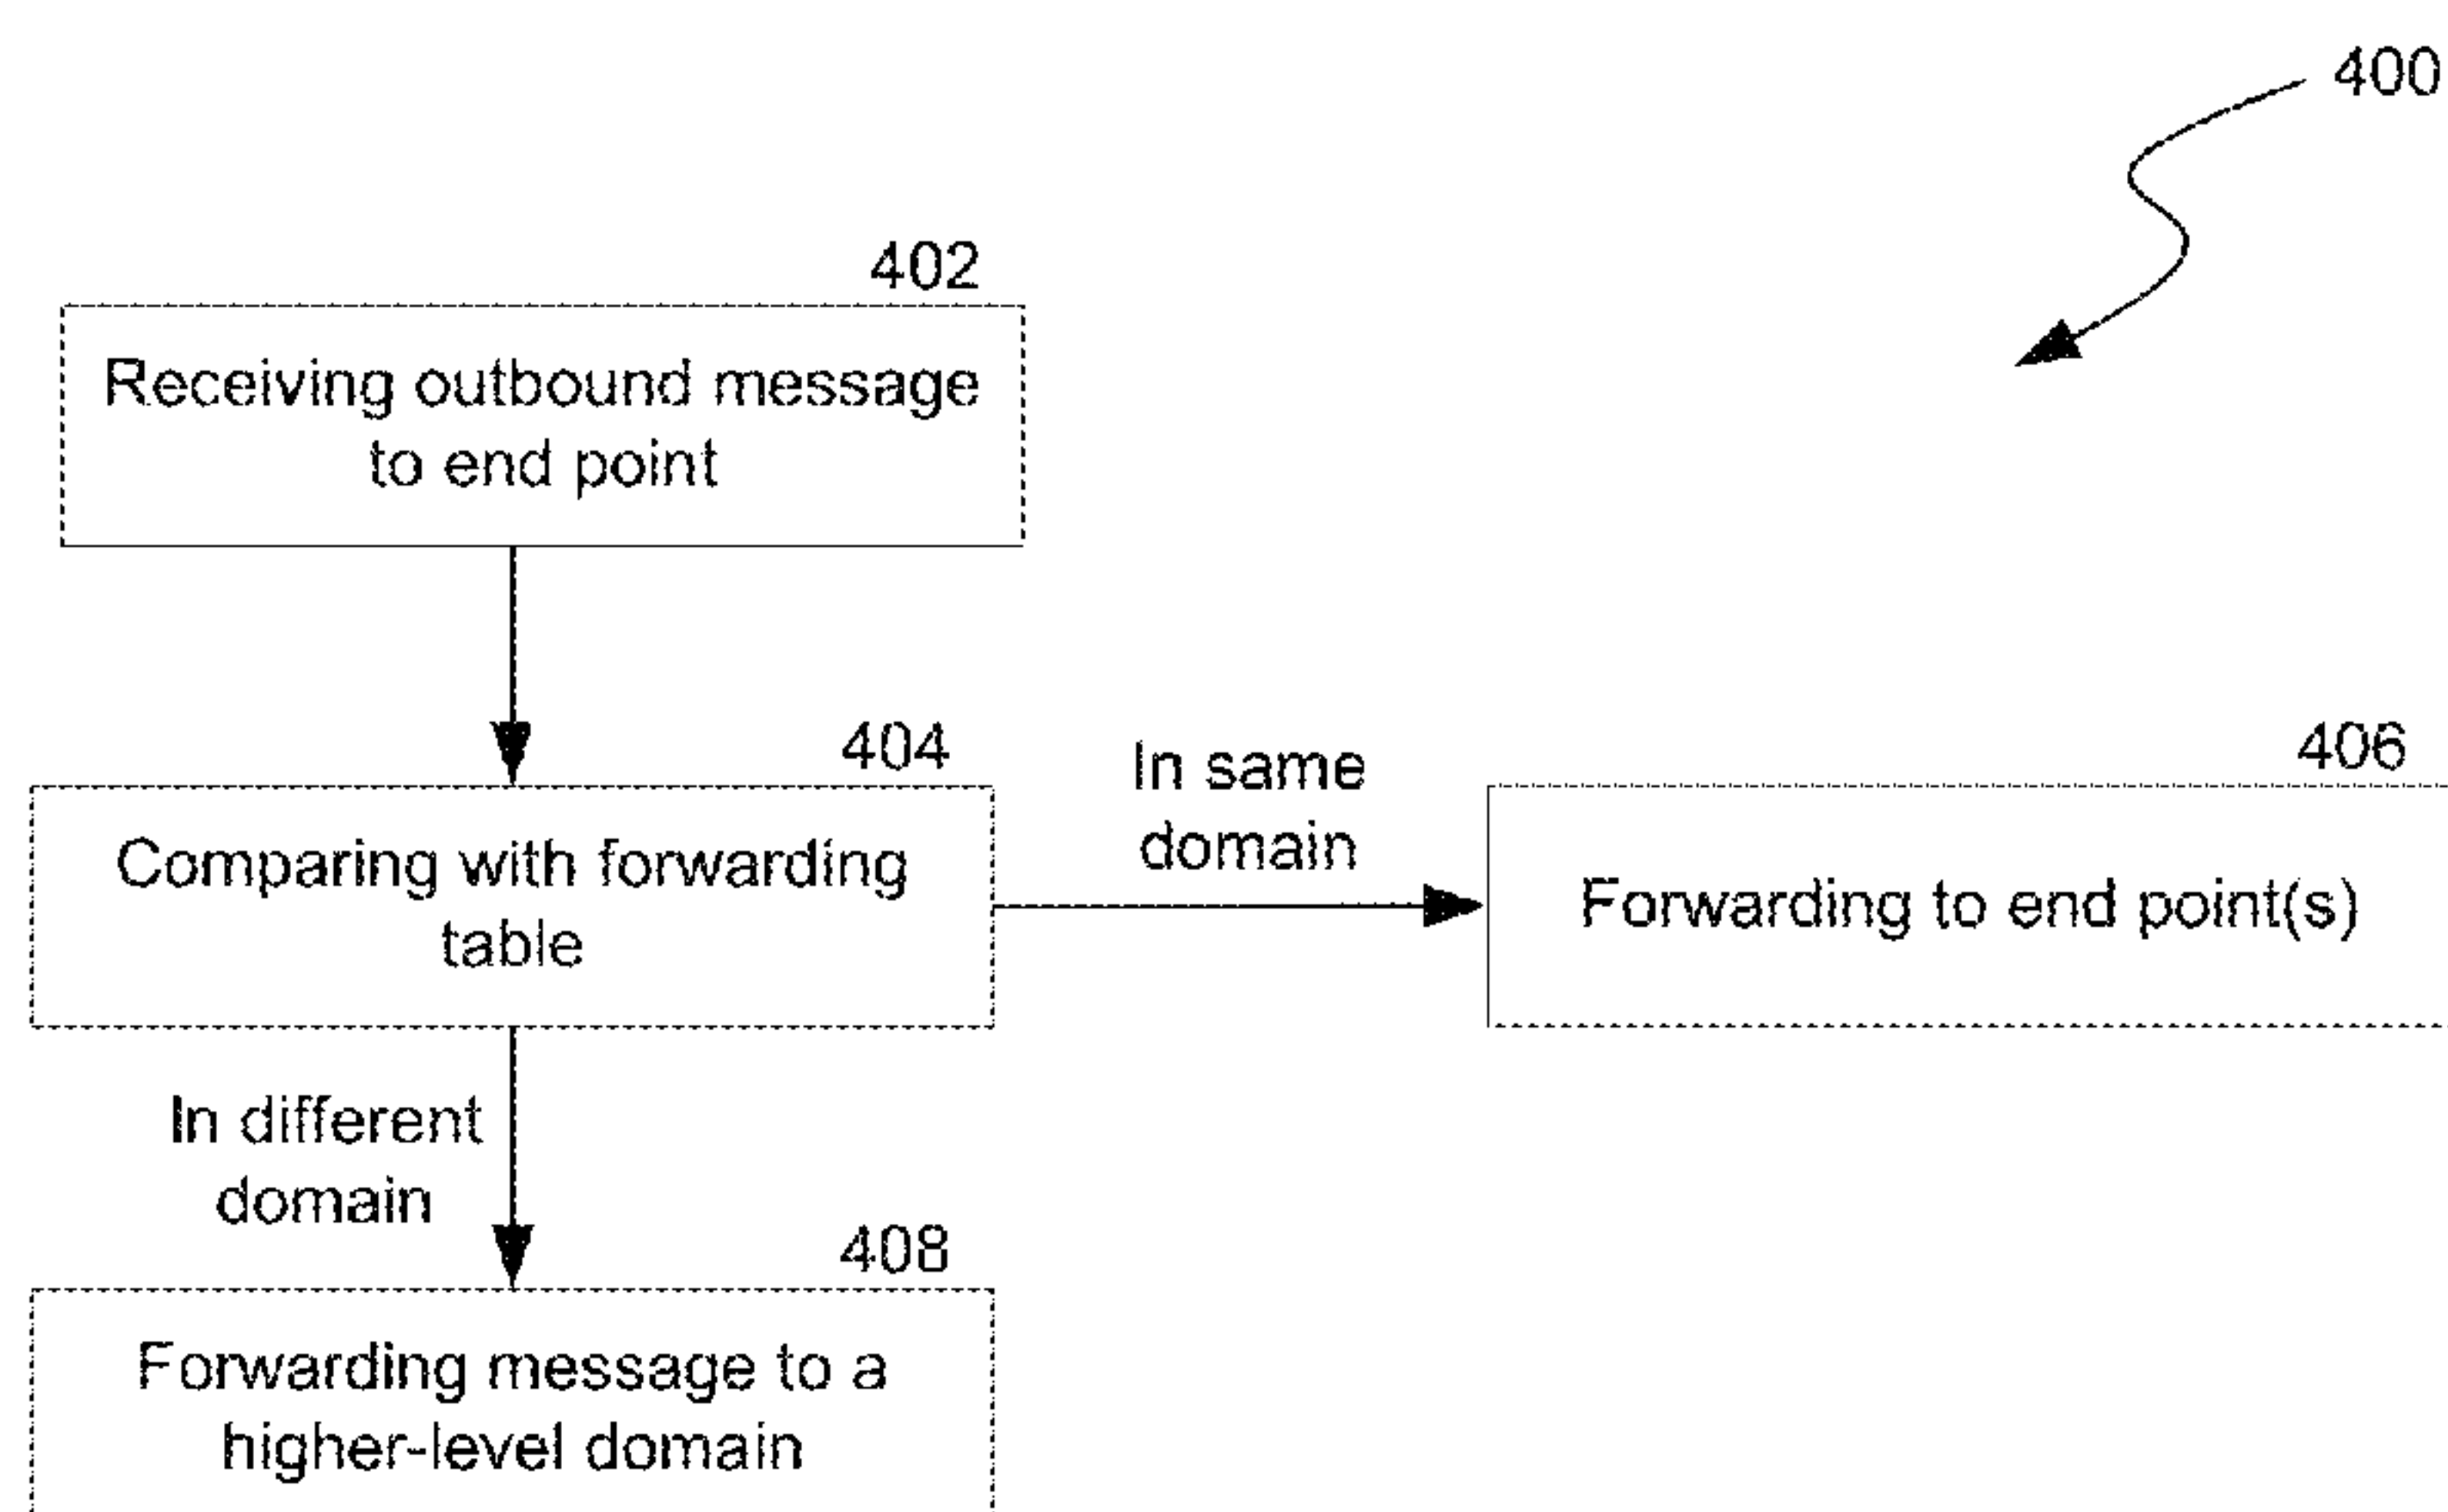 400
402
Receiving outbound message
to end point
404
Comparing with forwarding
table
In same
domain
406
Forwarding to end point(s)
In different
domain
408
Forwarding message to a
higher-level domain